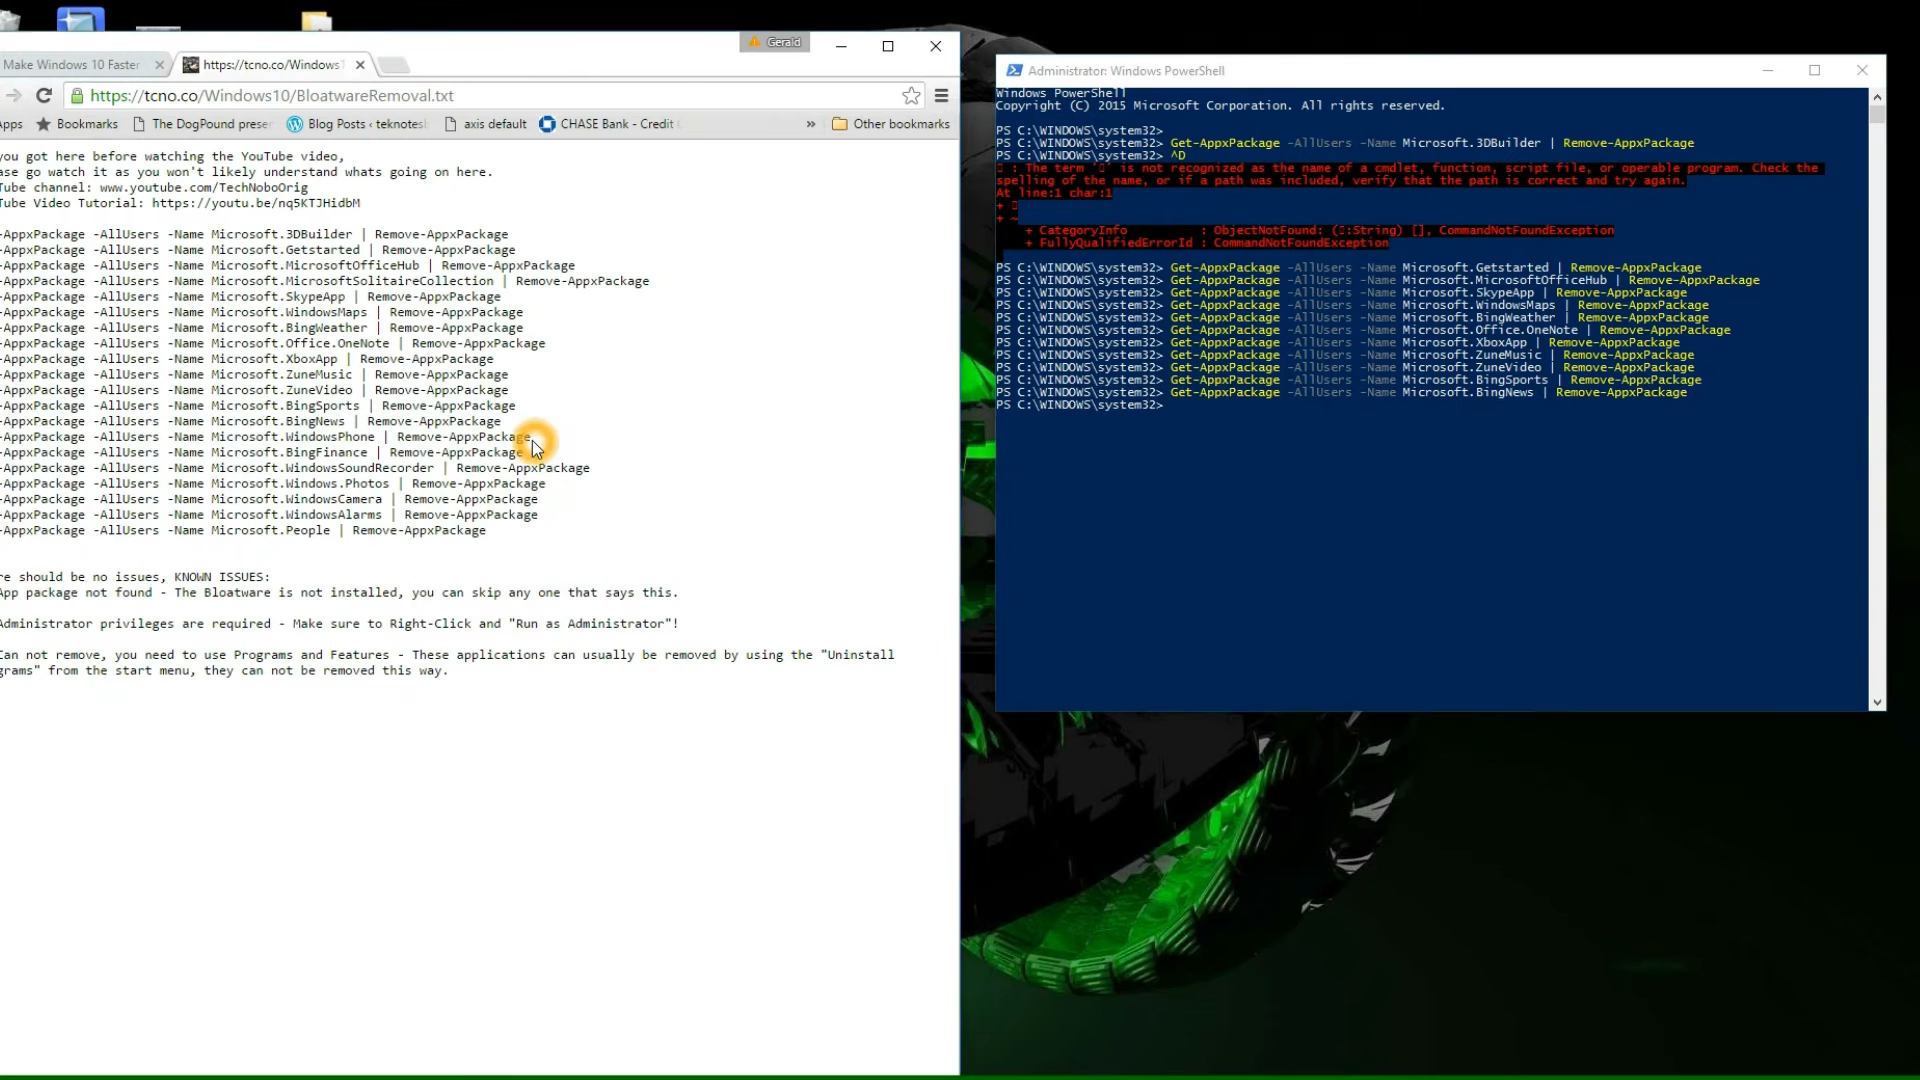 Gerald
Make Windows 10 Faster
https://tcno.co/Windows
https://tcno.co/Windows10/BloatwareRemoval.txt
Apps
Bookmarks
The DogPound prese
Blog Posts ‹ teknotes
axis default
CHASE Bank - Credit
»
Other bookmarks
you got here before watching the YouTube video,
ase go watch it as you won't likely understand whats going on here.
Tube channel: www.youtube.com/TechNoboOrig
Tube Video Tutorial: https://youtu.be/nq5KTJHidbM
-AppxPackage -AllUsers -Name Microsoft.3DBuilder | Remove-AppxPackage
-AppxPackage -AllUsers -Name Microsoft.Getstarted | Remove-AppxPackage
-AppxPackage -AllUsers -Name Microsoft.MicrosoftOfficeHub | Remove-AppxPackage
-AppxPackage -AllUsers -Name Microsoft.MicrosoftSolitaireCollection | Remove-AppxPackage
-AppxPackage -AllUsers -Name Microsoft.SkypeApp | Remove-AppxPackage
-AppxPackage -AllUsers -Name Microsoft.WindowsMaps | Remove-AppxPackage
-AppxPackage -AllUsers -Name Microsoft.BingWeather | Remove-AppxPackage
-AppxPackage -AllUsers -Name Microsoft.Office.OneNote | Remove-AppxPackage
-AppxPackage -AllUsers -Name Microsoft.XboxApp | Remove-AppxPackage
-AppxPackage -AllUsers -Name Microsoft.ZuneMusic | Remove-AppxPackage
-AppxPackage -AllUsers -Name Microsoft.ZuneVideo | Remove-AppxPackage
-AppxPackage -AllUsers -Name Microsoft.BingSports | Remove-AppxPackage
-AppxPackage -AllUsers -Name Microsoft.BingNews | Remove-AppxPackage
-AppxPackage -AllUsers -Name Microsoft.WindowsPhone | Remove-AppxPackage
-AppxPackage -AllUsers -Name Microsoft.BingFinance | Remove-AppxPackage
-AppxPackage -AllUsers -Name Microsoft.WindowsSoundRecorder | Remove-AppxPackage
-AppxPackage -AllUsers -Name Microsoft.Windows.Photos | Remove-AppxPackage
-AppxPackage -AllUsers -Name Microsoft.WindowsCamera | Remove-AppxPackage
-AppxPackage -AllUsers -Name Microsoft.WindowsAlarms | Remove-AppxPackage
-AppxPackage -AllUsers -Name Microsoft.People | Remove-AppxPackage
re should be no issues, KNOWN ISSUES:
App package not found - The Bloatware is not installed, you can skip any one that says this.
Administrator privileges are required - Make sure to Right-Click and "Run as Administrator"!
Can not remove, you need to use Programs and Features - These applications can usually be removed by using the "Uninstall
grams" from the start menu, they can not be removed this way.
Administrator: Windows PowerShell
Windows PowerShell
Copyright (C) 2015 Microsoft Corporation. All rights reserved.
PS C:\WINDOWS\system32>
PS C:\WINDOWS\system32> Get-AppxPackage -AllUsers -Name Microsoft.3DBuilder | Remove-AppxPackage
PS C:\WINDOWS\system32> ^D
: The term '' is not recognized as the name of a cmdlet, function, script file, or operable program. Check the
spelling of the name, or if a path was included, verify that the path is correct and try again.
At line:1 char:1
+
+ ~
+ CategoryInfo : ObjectNotFound: (:String) [], CommandNotFoundException
+ FullyQualifiedErrorId : CommandNotFoundException
PS C:\WINDOWS\system32> Get-AppxPackage -AllUsers -Name Microsoft.Getstarted | Remove-AppxPackage
PS C:\WINDOWS\system32> Get-AppxPackage -AllUsers -Name Microsoft.MicrosoftOfficeHub | Remove-AppxPackage
PS C:\WINDOWS\system32> Get-AppxPackage -AllUsers -Name Microsoft.SkypeApp | Remove-AppxPackage
PS C:\WINDOWS\system32> Get-AppxPackage -AllUsers -Name Microsoft.WindowsMaps | Remove-AppxPackage
PS C:\WINDOWS\system32> Get-AppxPackage -AllUsers -Name Microsoft.BingWeather | Remove-AppxPackage
PS C:\WINDOWS\system32> Get-AppxPackage -AllUsers -Name Microsoft.Office.OneNote | Remove-AppxPackage
PS C:\WINDOWS\system32> Get-AppxPackage -AllUsers -Name Microsoft.XboxApp | Remove-AppxPackage
PS C:\WINDOWS\system32> Get-AppxPackage -AllUsers -Name Microsoft.ZuneMusic | Remove-AppxPackage
PS C:\WINDOWS\system32> Get-AppxPackage -AllUsers -Name Microsoft.ZuneVideo | Remove-AppxPackage
PS C:\WINDOWS\system32> Get-AppxPackage -AllUsers -Name Microsoft.BingSports | Remove-AppxPackage
PS C:\WINDOWS\system32> Get-AppxPackage -AllUsers -Name Microsoft.BingNews | Remove-AppxPackage
PS C:\WINDOWS\system32>